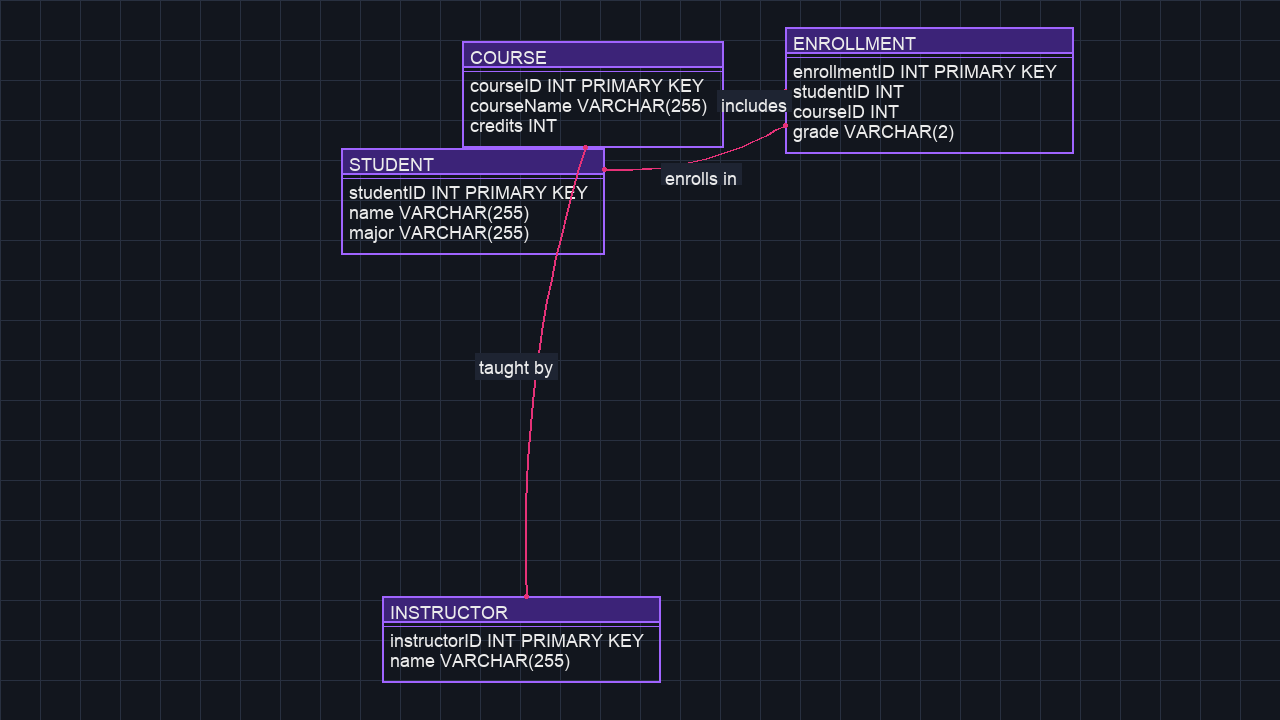 COURSE
courseID INT PRIMARY KEY
courseName VARCHAR(255)
credits INT
includes
ENROLLMENT
enrollmentID INT PRIMARY KEY
studentID INT
courseID INT
grade VARCHAR(2)
STUDENT
studentID INT PRIMARY KEY
name VARCHAR(255)
major VARCHAR(255)
enrolls in
taught by
INSTRUCTOR
instructorID INT PRIMARY KEY
name VARCHAR(255)